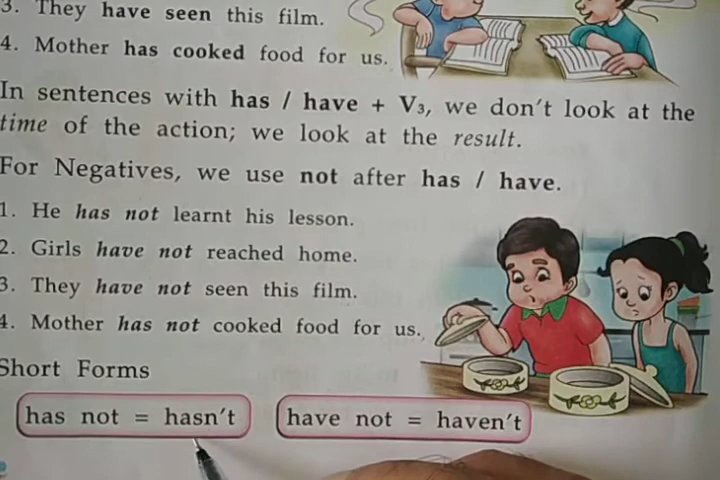 3. They have seen this film.
4. Mother has cooked food for us.
In sentences with has / have + V₃, we don't look at the
time of the action; we look at the result.
For Negatives, we use not after has / have.
1. He has not learnt his lesson.
2. Girls have not reached home.
3. They have not seen this film.
4. Mother has not cooked food for us.
Short Forms
has not = hasn't have not = haven't